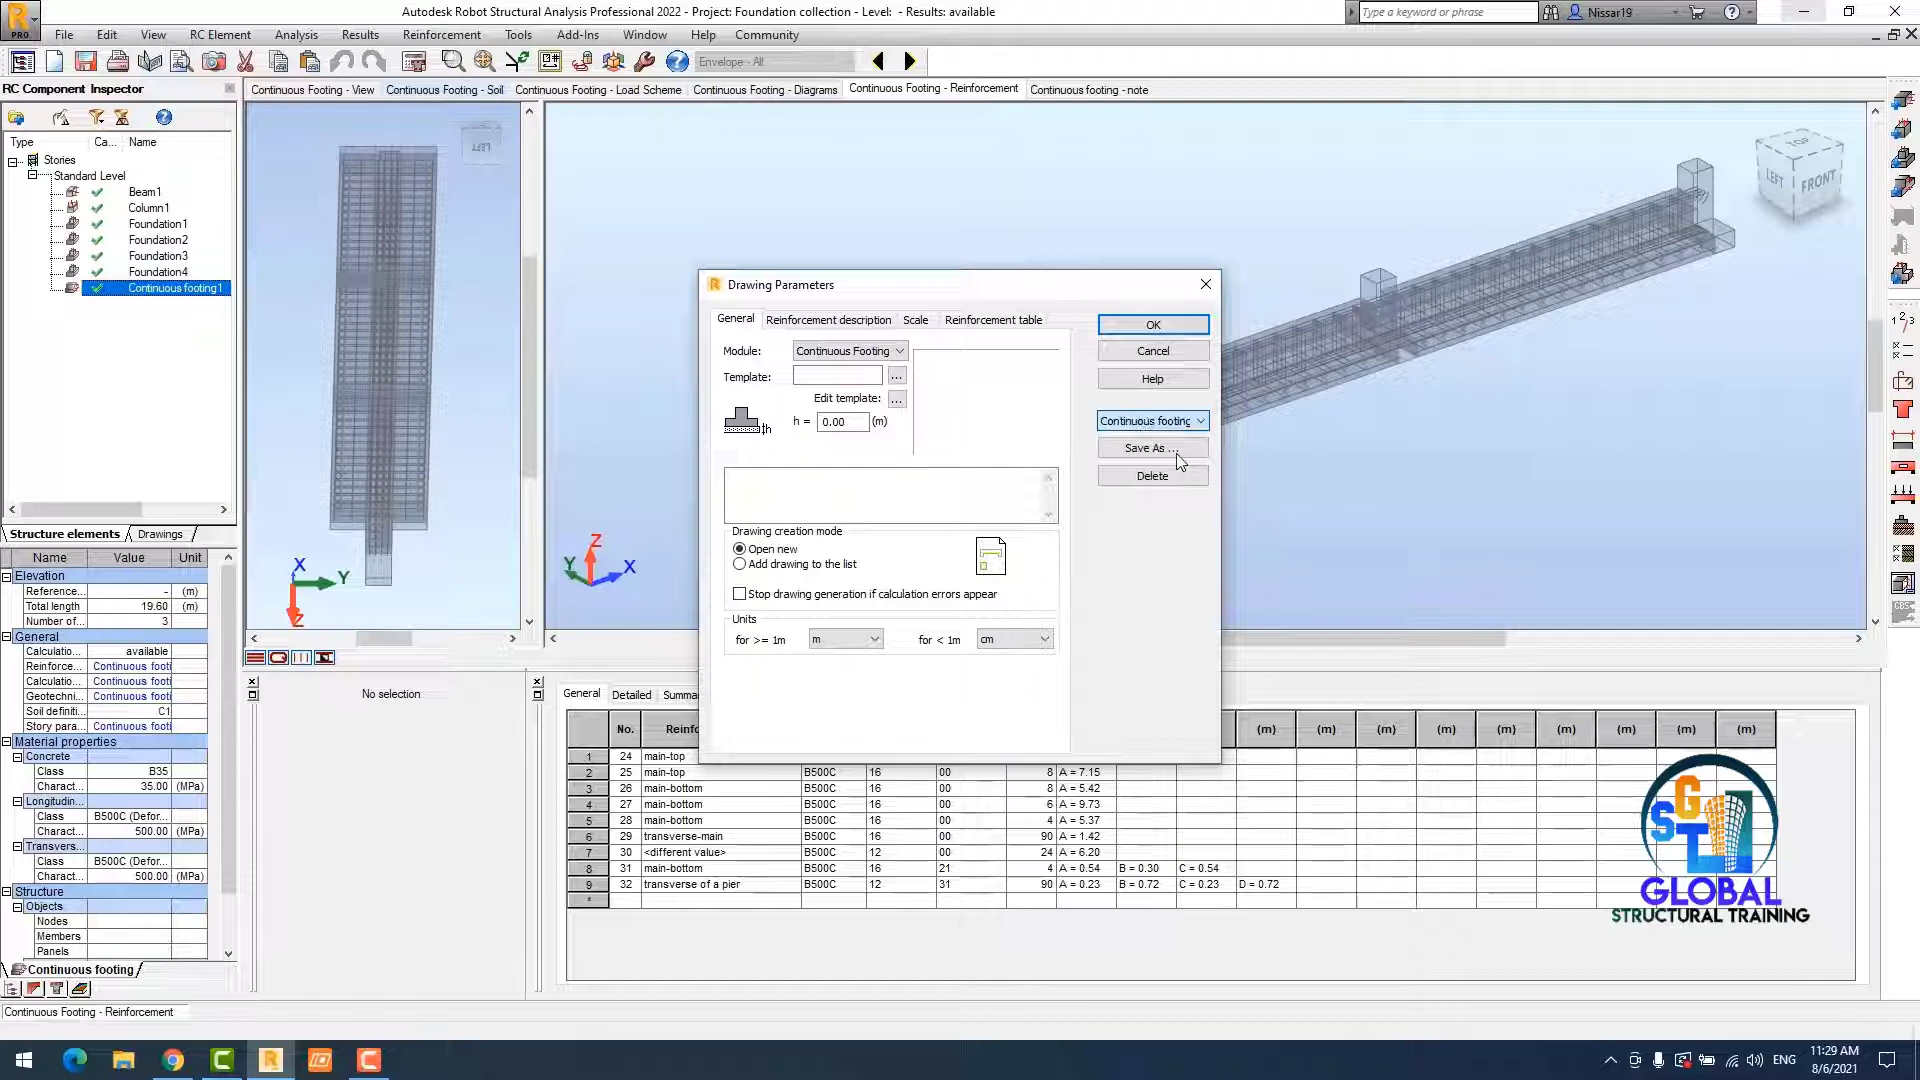 Autodesk Robot Structural Analysis Professional 2022 - Project: Foundation collection - Level:  - Results: available
Type a keyword or phrase
Nissar19
PRO
File Edit View RC Element Analysis Results Reinforcement Tools Add-Ins Window Help Community
Envelope - All
RC Component Inspector
Continuous Footing - View Continuous Footing - Soil Continuous Footing - Load Scheme Continuous Footing - Diagrams Continuous Footing - Reinforcement Continuous footing - note
Type Ca... Name
Stories
Standard Level
Beam1
Column1
Foundation1
Foundation2
Foundation3
Foundation4
Continuous footing1
Structure elements Drawings
LEFT
TOP
LEFT FRONT
X
Y
Z
Z
Y
X
Drawing Parameters
General Reinforcement description Scale Reinforcement table
Module: Continuous Footing
Template: ...
Edit template: ...
h = 0.00 (m)
h
Drawing creation mode
Open new
Add drawing to the list
Stop drawing generation if calculation errors appear
Units
for >= 1m m for < 1m cm
OK
Cancel
Help
Continuous footing
Save As ...
Delete
Name Value Unit
Elevation
Reference... - (m)
Total length 19.60 (m)
Number of... 3
General
Calculatio... available
Reinforce... Continuous footi
Calculatio... Continuous footi
Geotechni... Continuous footi
Soil definiti... C1
Story para... Continuous footi
Material properties
Concrete
Class B35
Charact... 35.00 (MPa)
Longitudin...
Class B500C (Defor...
Charact... 500.00 (MPa)
Transvers...
Class B500C (Defor...
Charact... 500.00 (MPa)
Structure
Objects
Nodes
Members
Panels
Continuous footing
No selection
General Detailed Summa
No. Reinfo (m) (m) (m) (m) (m) (m) (m) (m) (m)
1 24 main-top
2 25 main-top B500C 16 00 8 A = 7.15
3 26 main-bottom B500C 16 00 8 A = 5.42
4 27 main-bottom B500C 16 00 6 A = 9.73
5 28 main-bottom B500C 16 00 4 A = 5.37
6 29 transverse-main B500C 16 00 90 A = 1.42
7 30 <different value> B500C 12 00 24 A = 6.20
8 31 main-bottom B500C 16 21 4 A = 0.54 B = 0.30 C = 0.54
9 32 transverse of a pier B500C 12 31 90 A = 0.23 B = 0.72 C = 0.23 D = 0.72
*
SGTL
GLOBAL
STRUCTURAL TRAINING
Continuous Footing - Reinforcement
ENG
11:29 AM
8/6/2021